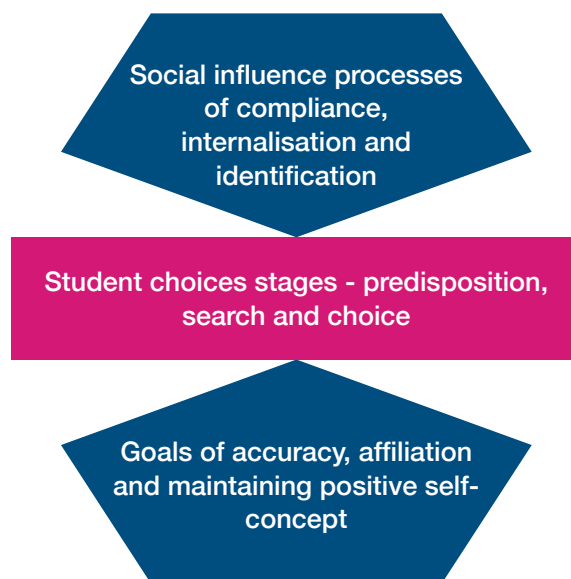 Social influence processes
of compliance,
internalisation and
identification
Student choices stages - predisposition,
search and choice
Goals of accuracy, affiliation
and maintaining positive self-
concept